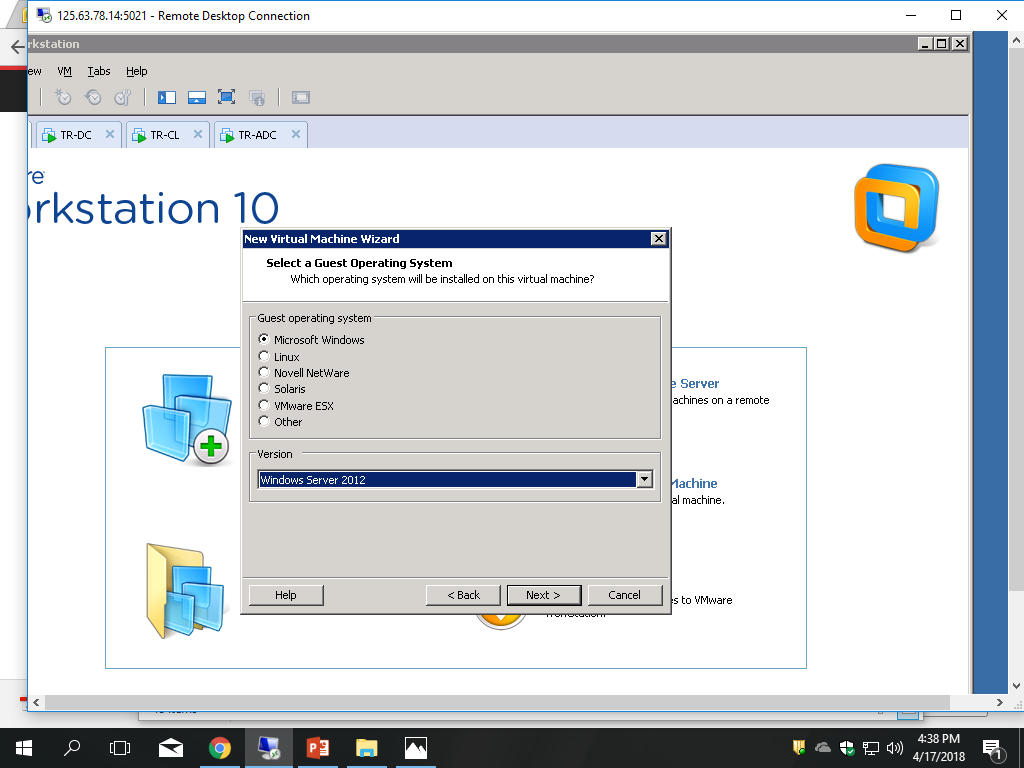 125.63.78.14:5021 - Remote Desktop Connection
rkstation
ew VM Tabs Help
TR-DC TR-CL TR-ADC
re
rkstation 10
New Virtual Machine Wizard
Select a Guest Operating System
Which operating system will be installed on this virtual machine?
Guest operating system
Microsoft Windows
Linux
Novell NetWare
Solaris
VMware ESX
Other
Version
Windows Server 2012
Help < Back Next > Cancel
e Server
achines on a remote
Machine
al machine.
es to VMware
4:38 PM
4/17/2018
1